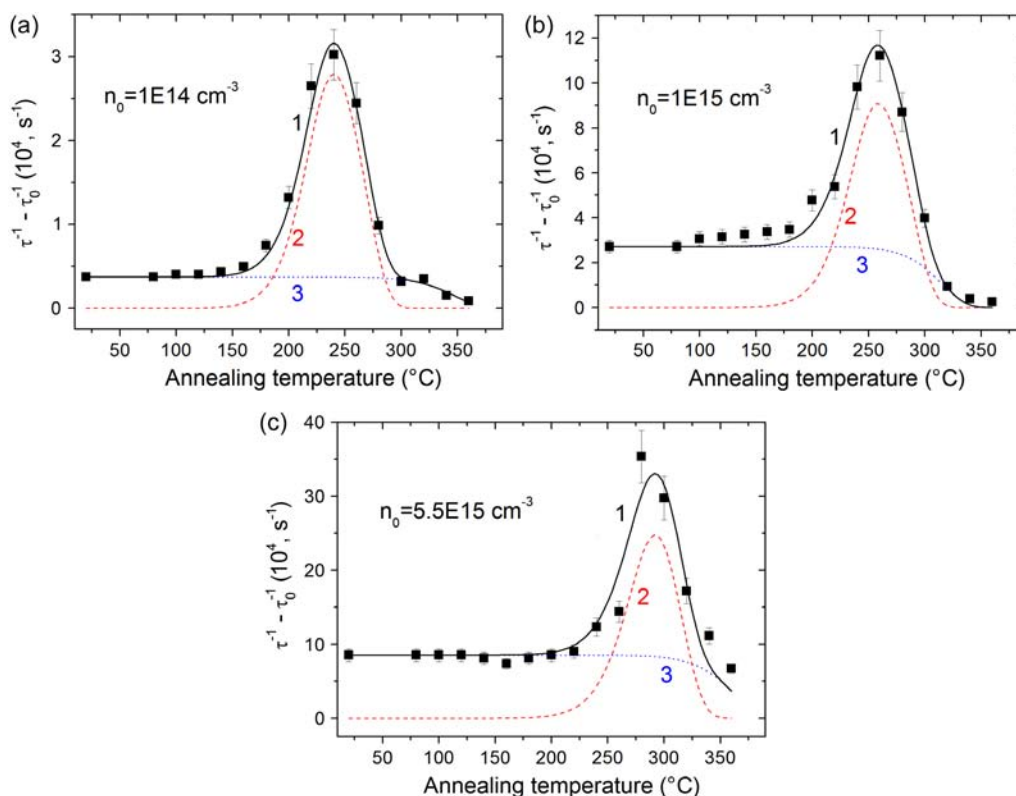 (a)
n₀=1E14 cm⁻³
τ⁻¹ - τ₀⁻¹ (10⁴, s⁻¹)
3
2
1
0
1
2
3
50 100 150 200 250 300 350
Annealing temperature (°C)
(b)
n₀=1E15 cm⁻³
τ⁻¹ - τ₀⁻¹ (10⁴, s⁻¹)
12
10
8
6
4
2
0
1
2
3
50 100 150 200 250 300 350
Annealing temperature (°C)
(c)
n₀=5.5E15 cm⁻³
τ⁻¹ - τ₀⁻¹ (10⁴, s⁻¹)
40
30
20
10
0
1
2
3
50 100 150 200 250 300 350
Annealing temperature (°C)